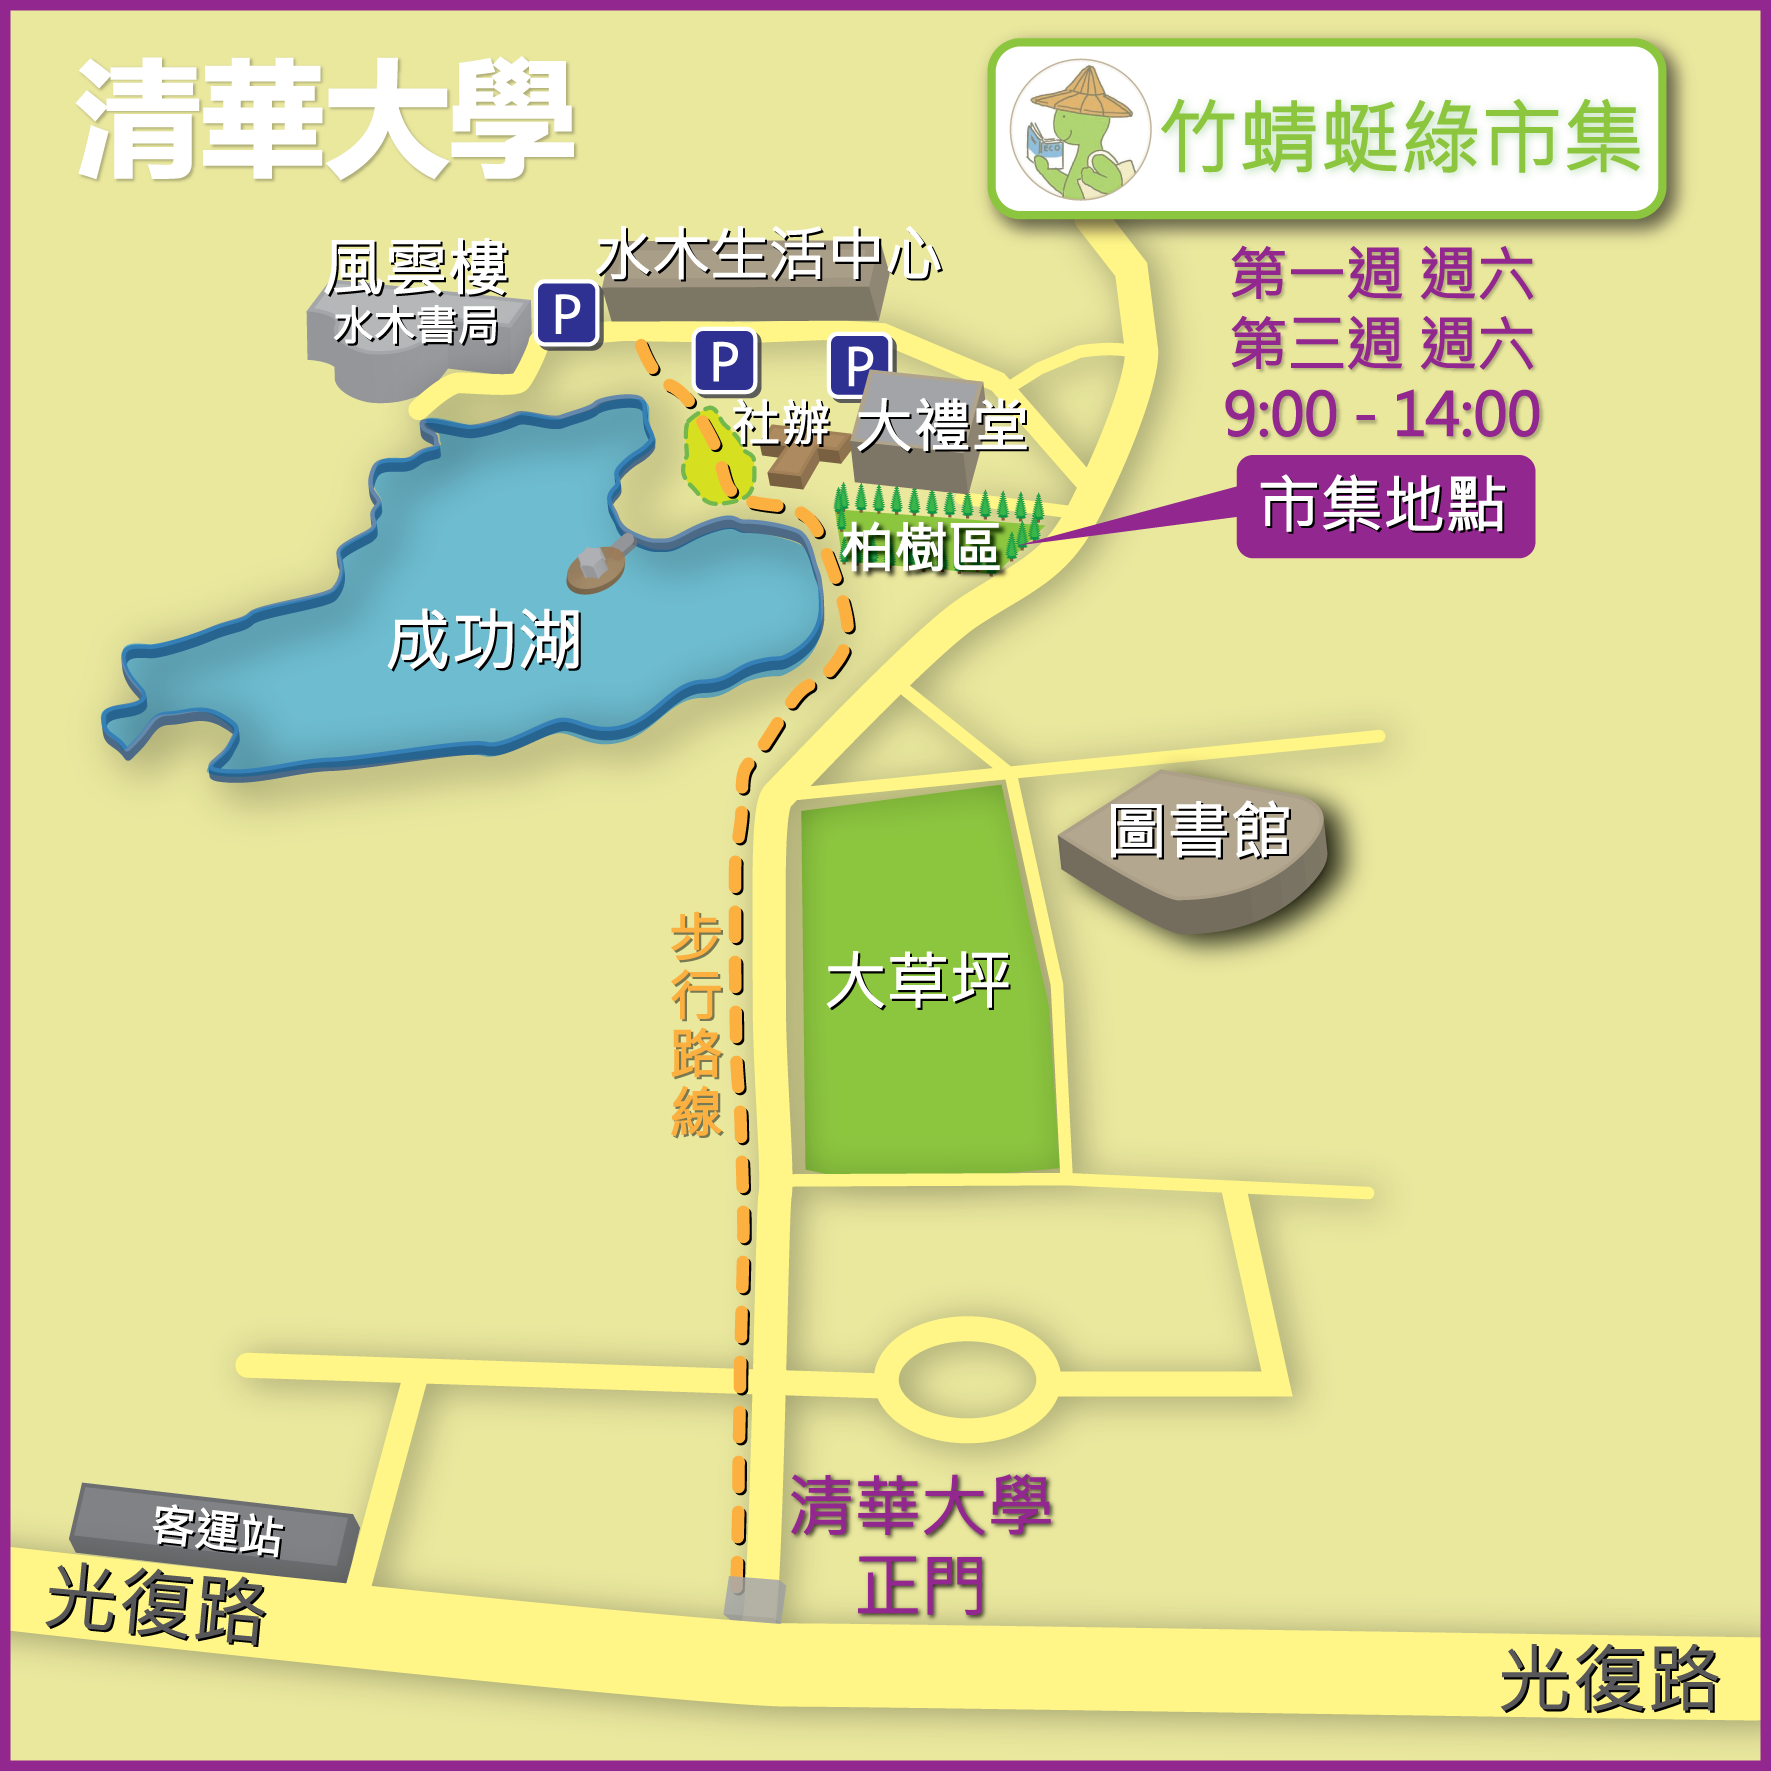 清華大學
竹蜻蜓綠市集
ECO
第一週 週六
第三週 週六
9:00 - 14:00
市集地點
風雲樓
水木書局
水木生活中心
P
P
P
社辦
大禮堂
柏樹區
成功湖
圖書館
大草坪
步行路線
清華大學
正門
客運站
光復路
光復路